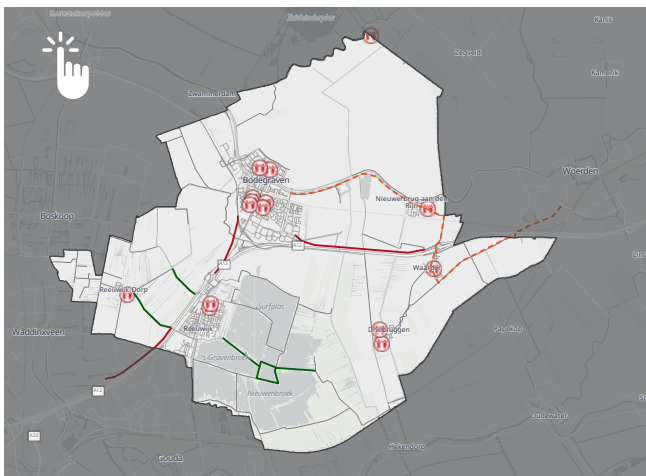 Kanis
Zegveld
Kamerik
Zwammerdam
Woerden
Bodegraven
Nieuwerbrug aan den
Rijn
Boskoop
A12
A12
Waarder
Reeuwijk-Dorp
Surfplas
Reeuwijk
Driebruggen
Papekop
Waddinxveen
's Gravenbroek
A12
Nieuwenbroek
Oudewater
A20
Hekendorp
Gouda